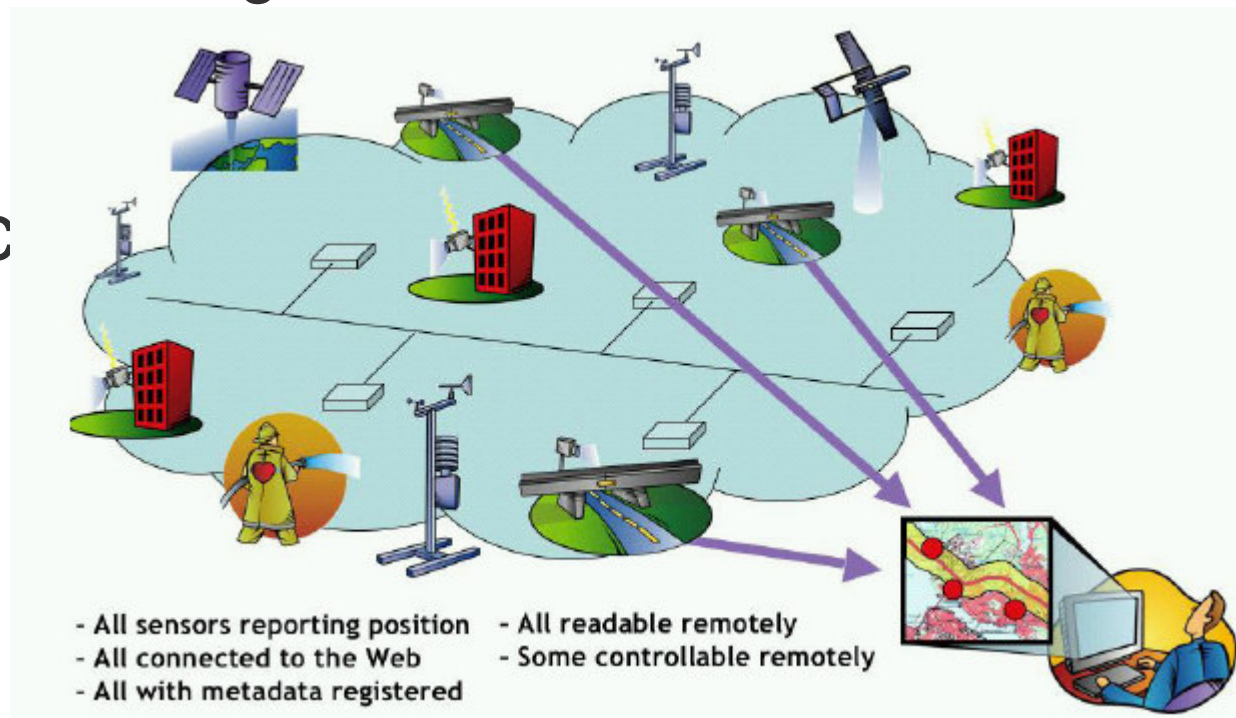 - All sensors reporting position
- All connected to the Web
- All with metadata registered
- All readable remotely
- Some controllable remotely